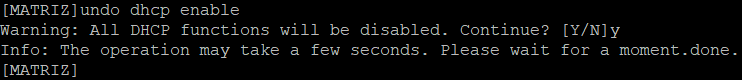 [MATRIZ]undo dhcp enable
Warning: All DHCP functions will be disabled. Continue? [Y/N]y
Info: The operation may take a few seconds. Please wait for a moment.done.
[MATRIZ]